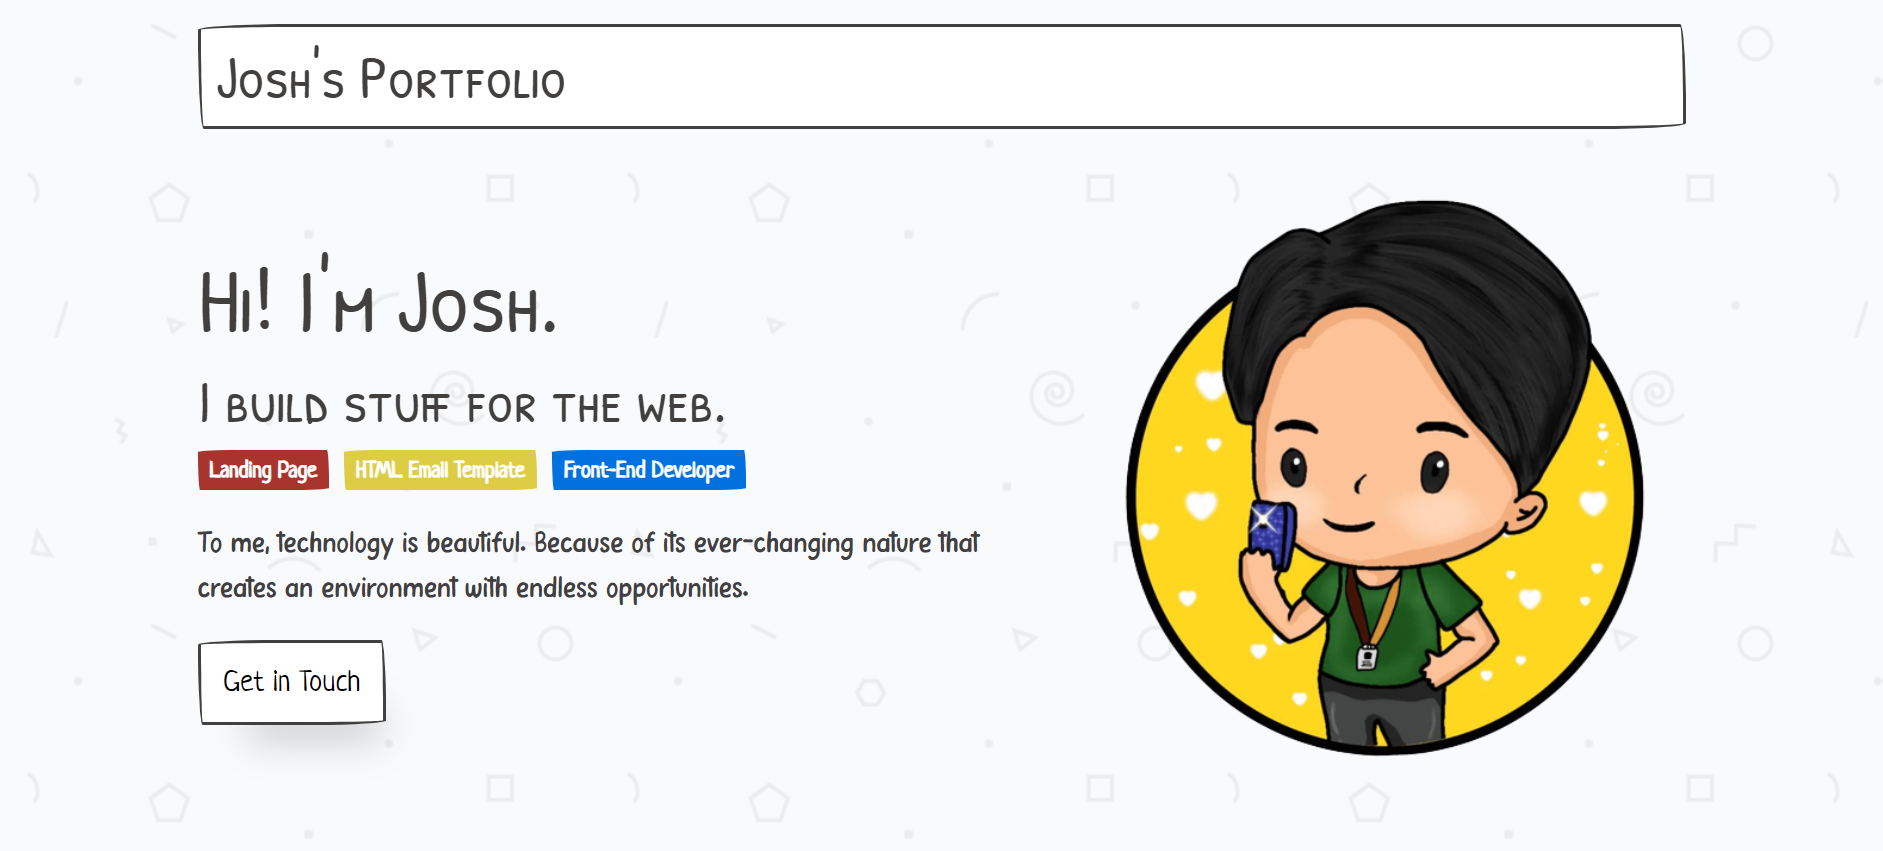 Josh's Portfolio
Hi! I'm Josh.
I build stuff for the web.
Landing Page HTML Email Template Front-End Developer
To me, technology is beautiful. Because of its ever-changing nature that
creates an environment with endless opportunities.
Get in Touch